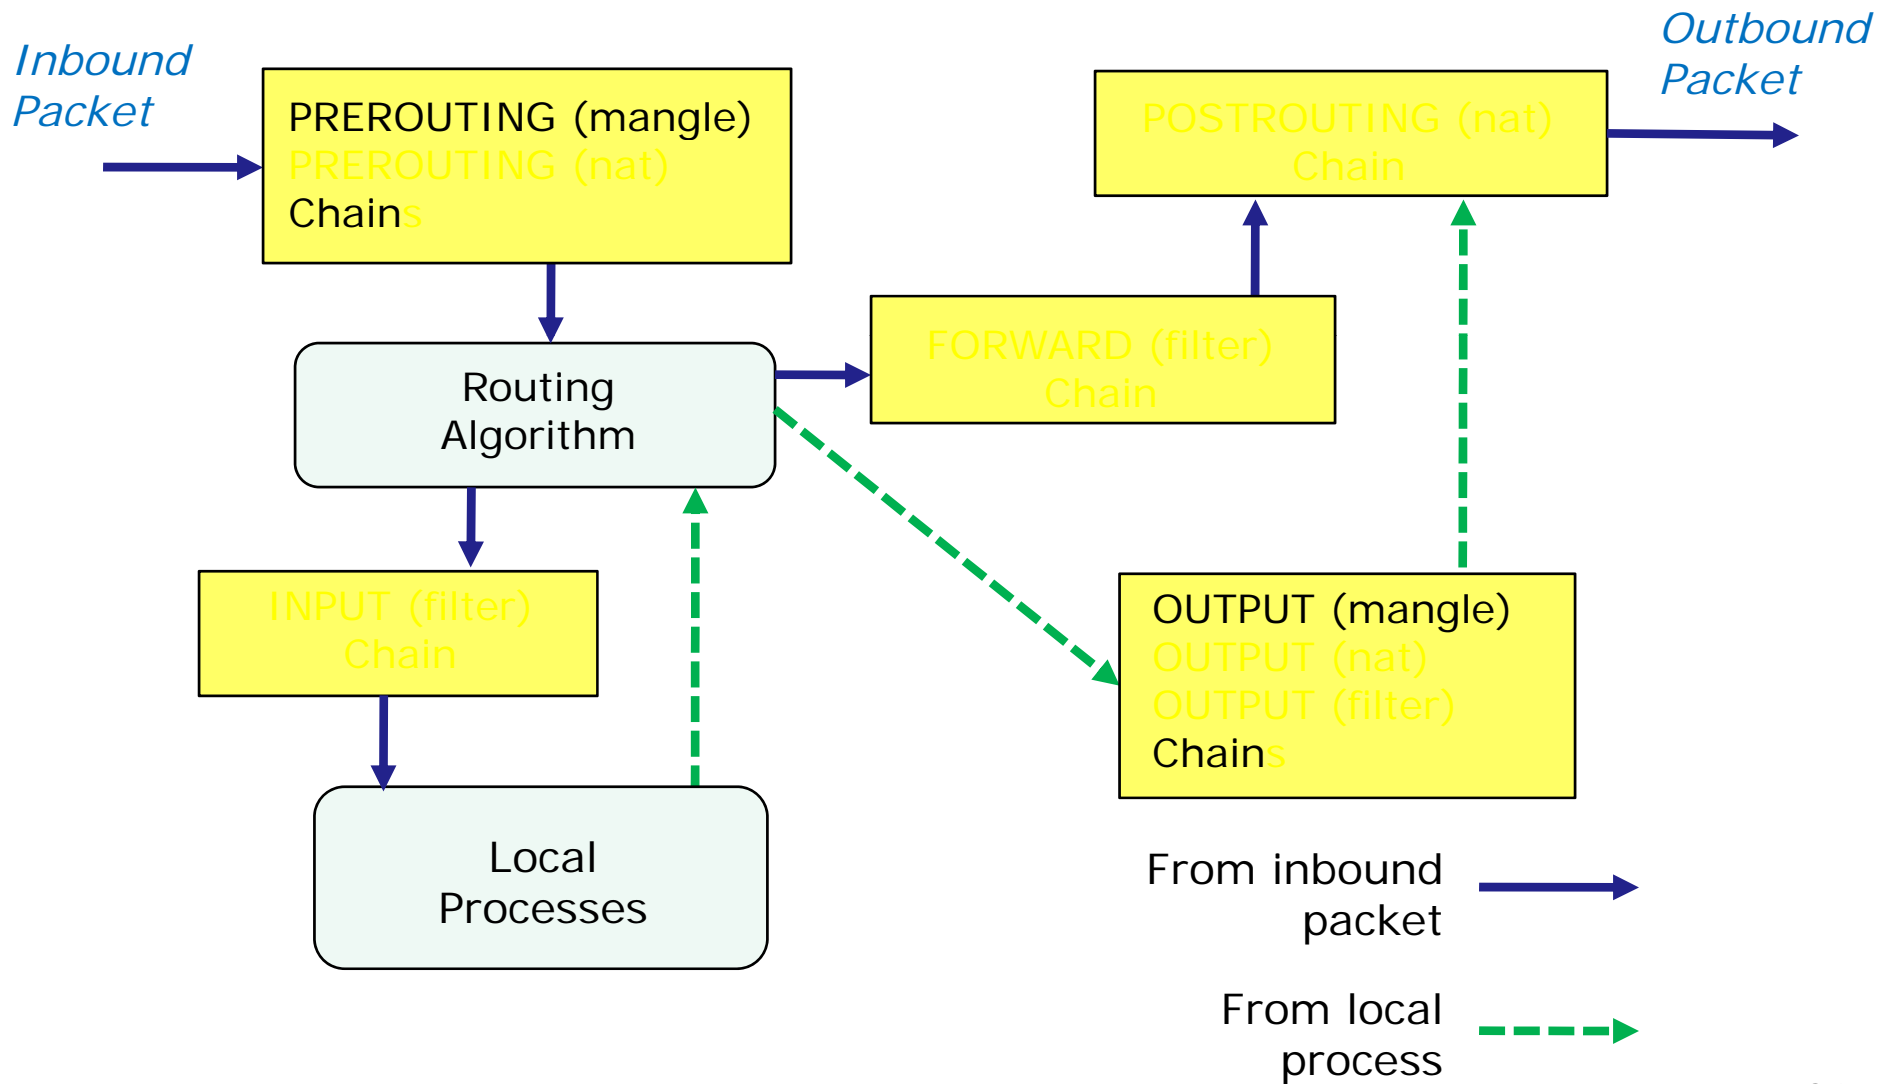 Inbound
Packet
PREROUTING (mangle)
PREROUTING (nat)
Chains
Outbound
Packet
POSTROUTING (nat)
Chain
FORWARD (filter)
Chain
Routing
Algorithm
INPUT (filter)
Chain
OUTPUT (mangle)
OUTPUT (nat)
OUTPUT (filter)
Chains
Local
Processes
From inbound
packet
From local
process